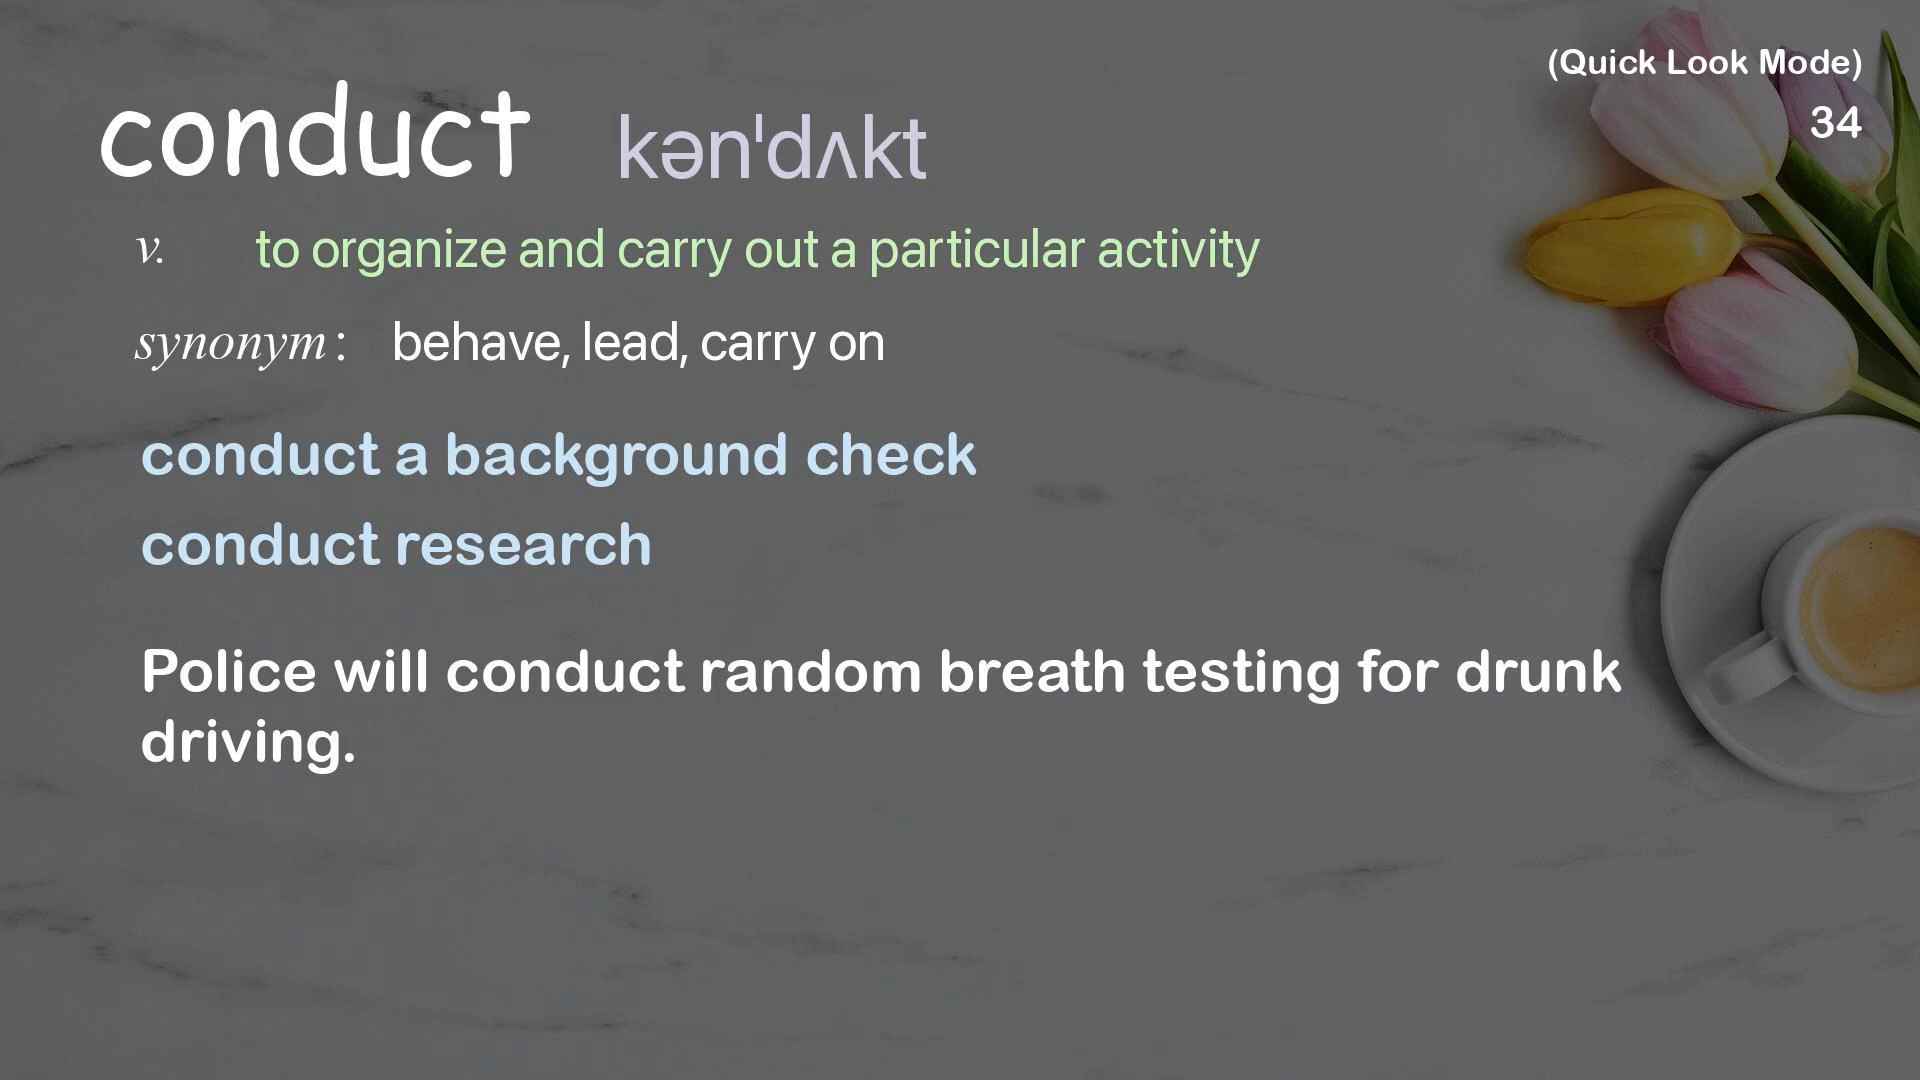 (Quick Look Mode)
34
conduct kən'dʌkt
v. to organize and carry out a particular activity
synonym: behave, lead, carry on
conduct a background check
conduct research
Police will conduct random breath testing for drunk
driving.